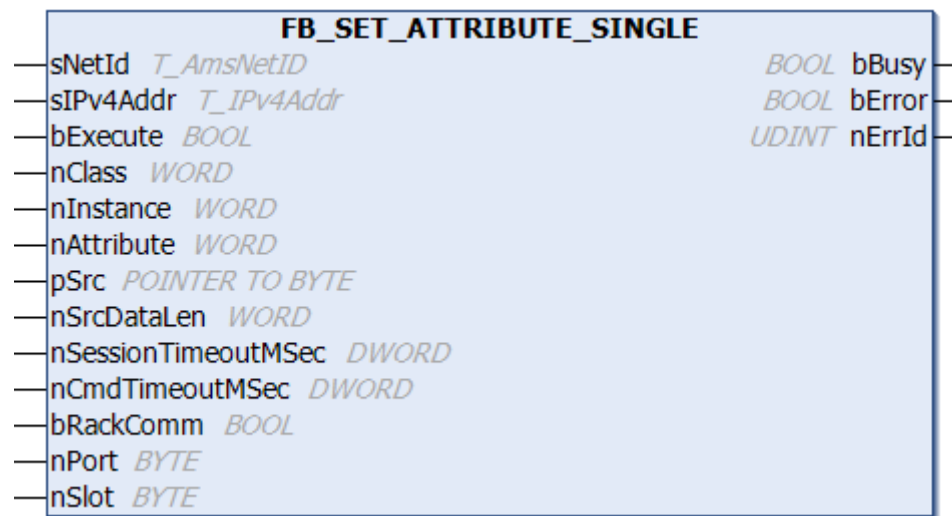 FB_SET_ATTRIBUTE_SINGLE
sNetId T_AmsNetID BOOL bBusy
sIPv4Addr T_IPv4Addr BOOL bError
bExecute BOOL UDINT nErrId
nClass WORD
nInstance WORD
nAttribute WORD
pSrc POINTER TO BYTE
nSrcDataLen WORD
nSessionTimeoutMSec DWORD
nCmdTimeoutMSec DWORD
bRackComm BOOL
nPort BYTE
nSlot BYTE